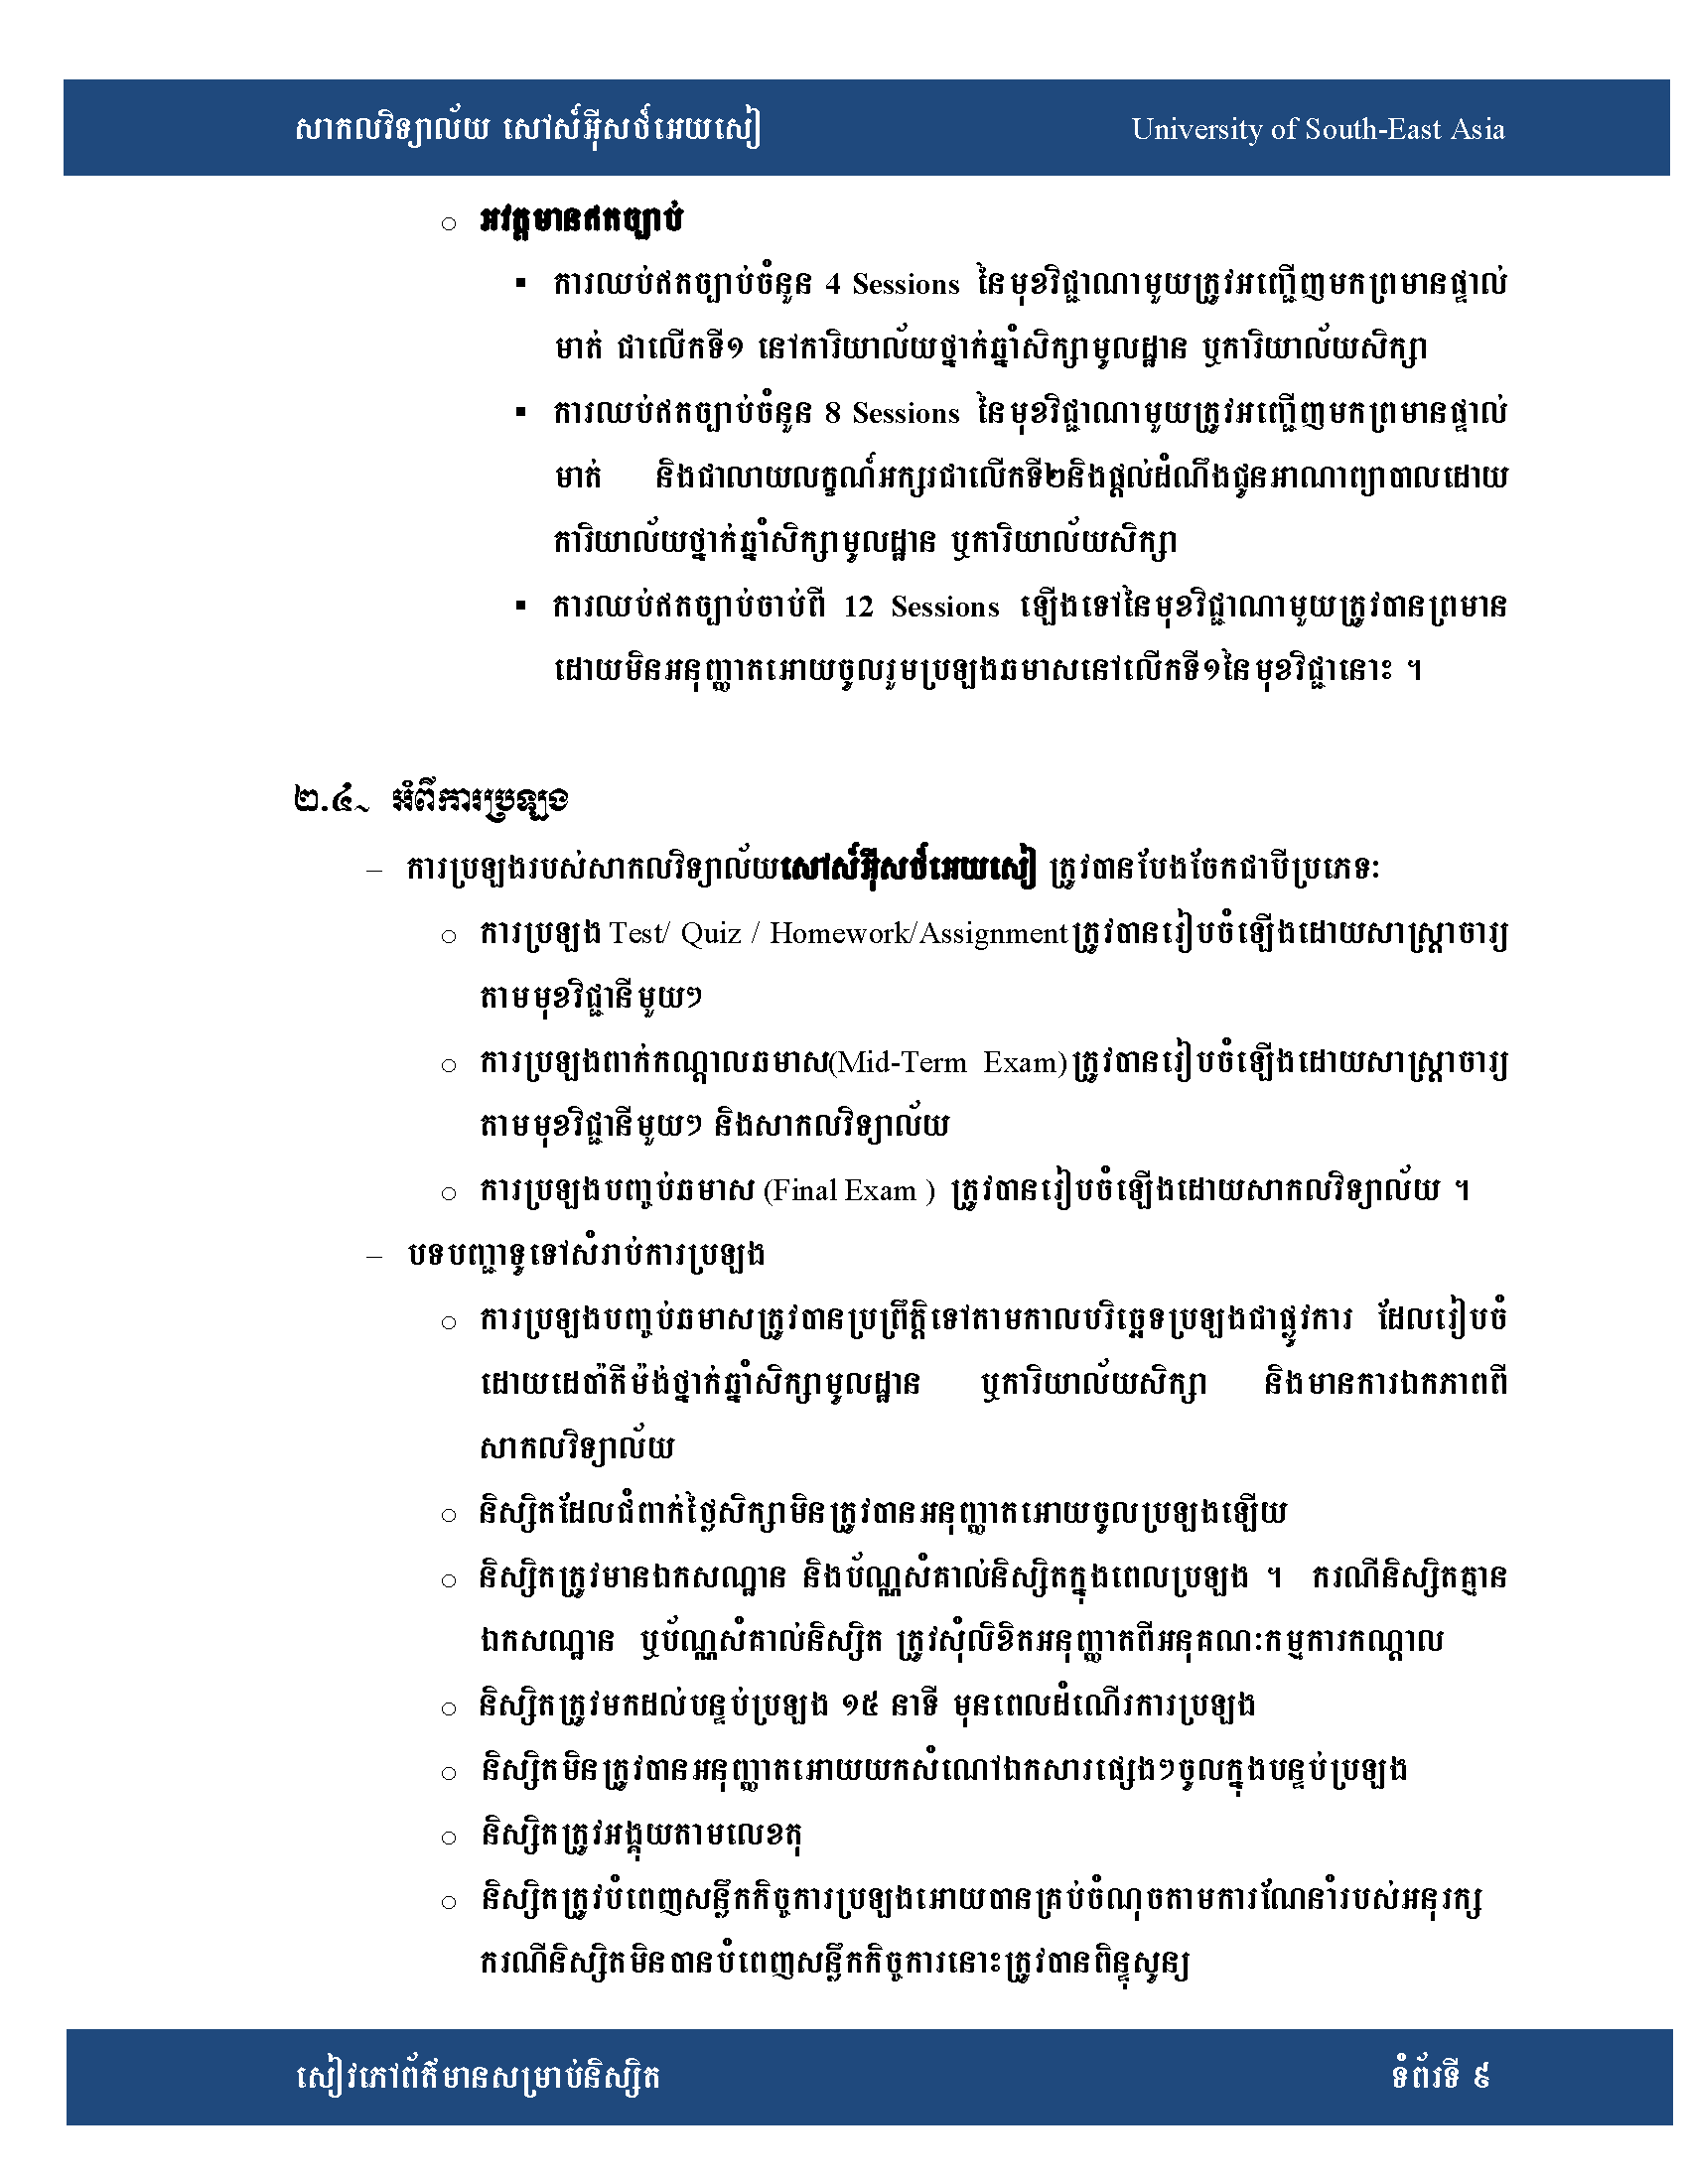 សាកលវិទ្យាល័យ សៅស៍អ៊ីសថ៍អេយសៀ University of South-East Asia
o អវត្តមានឥតច្បាប់
▪ ការឈប់ឥតច្បាប់ចំនួន 4 Sessions នៃមុខវិជ្ជាណាមួយត្រូវអញ្ជើញមកព្រមានផ្ទាល់
មាត់ ជាលើកទី១ នៅការិយាល័យថ្នាក់ឆ្នាំសិក្សាមូលដ្ឋាន ឬការិយាល័យសិក្សា
▪ ការឈប់ឥតច្បាប់ចំនួន 8 Sessions នៃមុខវិជ្ជាណាមួយត្រូវអញ្ជើញមកព្រមានផ្ទាល់
មាត់ និងជាលាយលក្ខណ៍អក្សរជាលើកទី២និងផ្តល់ដំណឹងជូនអាណាព្យាបាលដោយ
ការិយាល័យថ្នាក់ឆ្នាំសិក្សាមូលដ្ឋាន ឬការិយាល័យសិក្សា
▪ ការឈប់ឥតច្បាប់ចាប់ពី 12 Sessions ឡើងទៅនៃមុខវិជ្ជាណាមួយត្រូវបានព្រមាន
ដោយមិនអនុញ្ញាតអោយចូលរួមប្រឡងឆមាសនៅលើកទី១នៃមុខវិជ្ជានោះ ។
២.៤~ អំពីការប្រឡង
– ការប្រឡងរបស់សាកលវិទ្យាល័យសៅស៍អ៊ីសថ៍អេយសៀ ត្រូវបានបែងចែកជាបីប្រភេទៈ
o ការប្រឡង Test/ Quiz / Homework/Assignment ត្រូវបានរៀបចំឡើងដោយសាស្ត្រាចារ្យ
តាមមុខវិជ្ជានីមួយៗ
o ការប្រឡងពាក់កណ្តាលឆមាស(Mid-Term Exam) ត្រូវបានរៀបចំឡើងដោយសាស្ត្រាចារ្យ
តាមមុខវិជ្ជានីមួយៗ និងសាកលវិទ្យាល័យ
o ការប្រឡងបញ្ចប់ឆមាស (Final Exam ) ត្រូវបានរៀបចំឡើងដោយសាកលវិទ្យាល័យ ។
– បទបញ្ជាទូទៅសំរាប់ការប្រឡង
o ការប្រឡងបញ្ចប់ឆមាសត្រូវបានប្រព្រឹត្តិទៅតាមកាលបរិច្ឆេទប្រឡងជាផ្លូវការ ដែលរៀបចំ
ដោយដេប៉ាតឺម៉ង់ថ្នាក់ឆ្នាំសិក្សាមូលដ្ឋាន ឬការិយាល័យសិក្សា និងមានការឯកភាពពី
សាកលវិទ្យាល័យ
o និស្សិតដែលជំពាក់ថ្លៃសិក្សាមិនត្រូវបានអនុញ្ញាតអោយចូលប្រឡងឡើយ
o និស្សិតត្រូវមានឯកសណ្ឋាន និងប័ណ្ណសំគាល់និស្សិតក្នុងពេលប្រឡង ។ ករណីនិស្សិតគ្មាន
ឯកសណ្ឋាន ឬប័ណ្ណសំគាល់និស្សិត ត្រូវសុំលិខិតអនុញ្ញាតពីអនុគណៈកម្មការកណ្តាល
o និស្សិតត្រូវមកដល់បន្ទប់ប្រឡង ១៥ នាទី មុនពេលដំណើរការប្រឡង
o និស្សិតមិនត្រូវបានអនុញ្ញាតអោយយកសំណៅឯកសារផ្សេងៗចូលក្នុងបន្ទប់ប្រឡង
o និស្សិតត្រូវអង្គុយតាមលេខតុ
o និស្សិតត្រូវបំពេញសន្លឹកកិច្ចការប្រឡងអោយបានគ្រប់ចំណុចតាមការណែនាំរបស់អនុរក្ស
ករណីនិស្សិតមិនបានបំពេញសន្លឹកកិច្ចការនោះត្រូវបានពិន្ទុសូន្យ
សៀវភៅព័ត៌មានសម្រាប់និស្សិត ទំព័រទី ៩